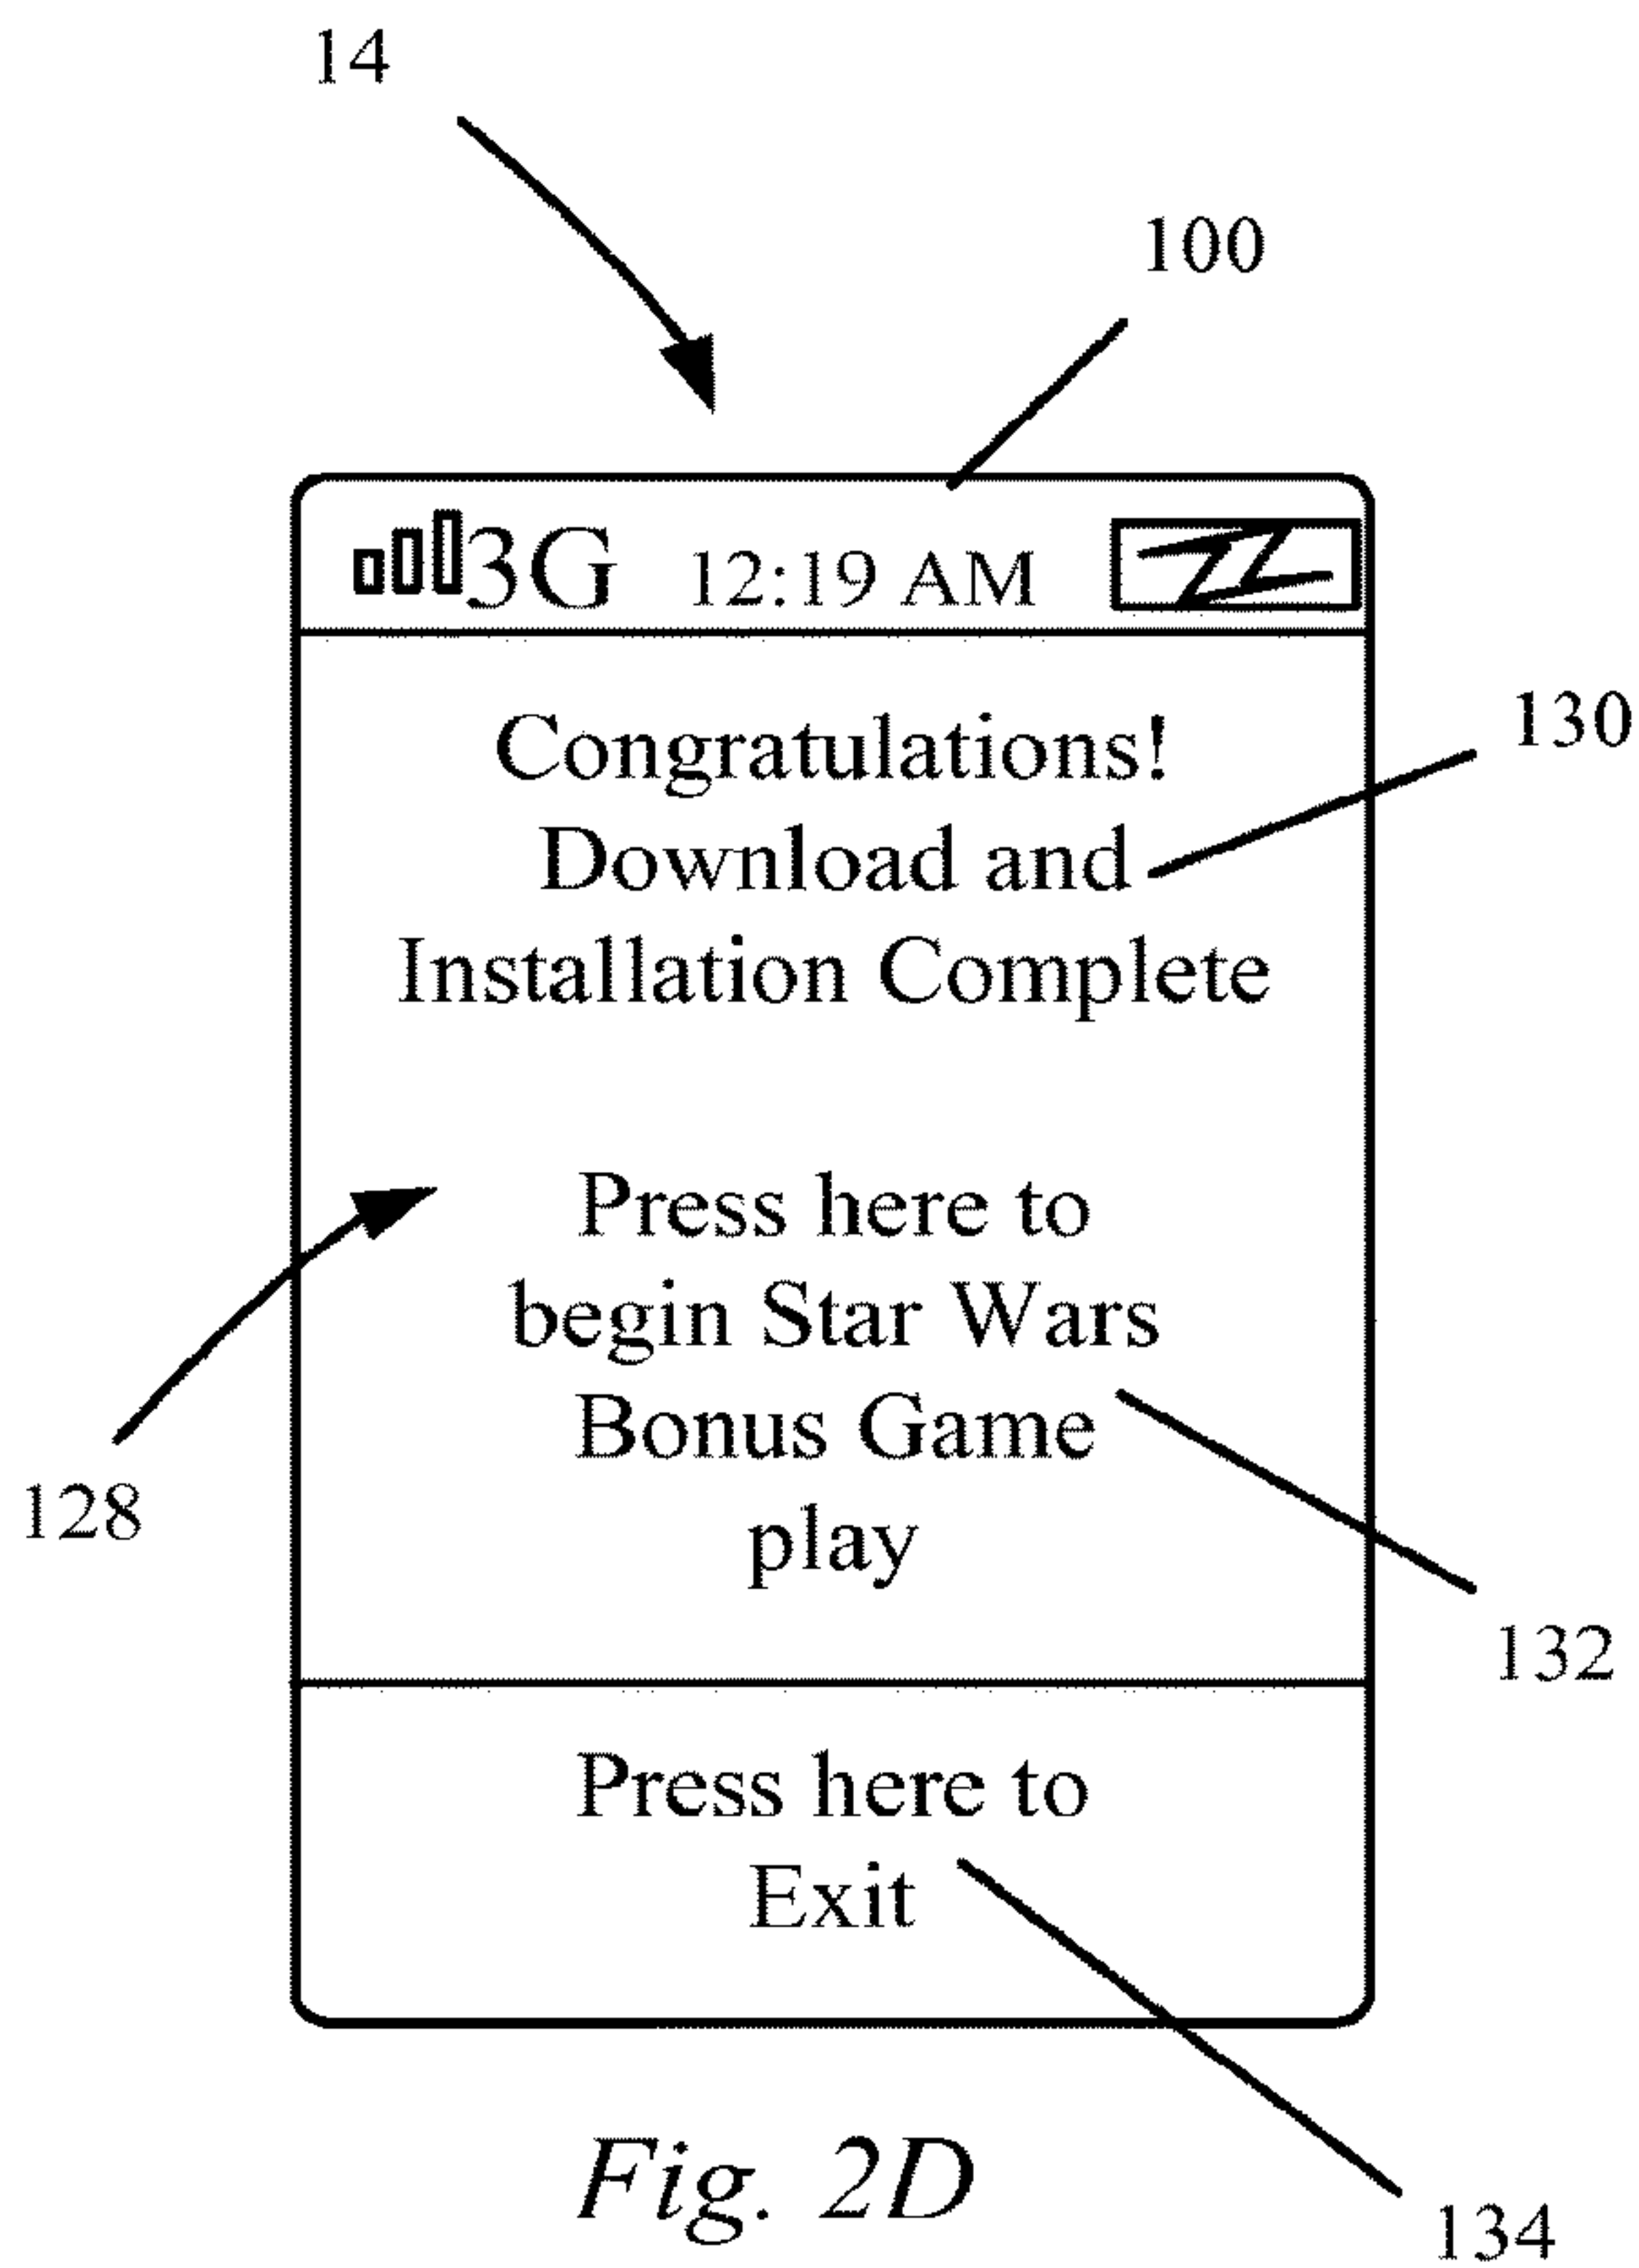 14
100
3G 12:19 AM
130
Congratulations!
Download and
Installation Complete
Press here to
begin Star Wars
Bonus Game
play
128
132
Press here to
Exit
134
Fig. 2D